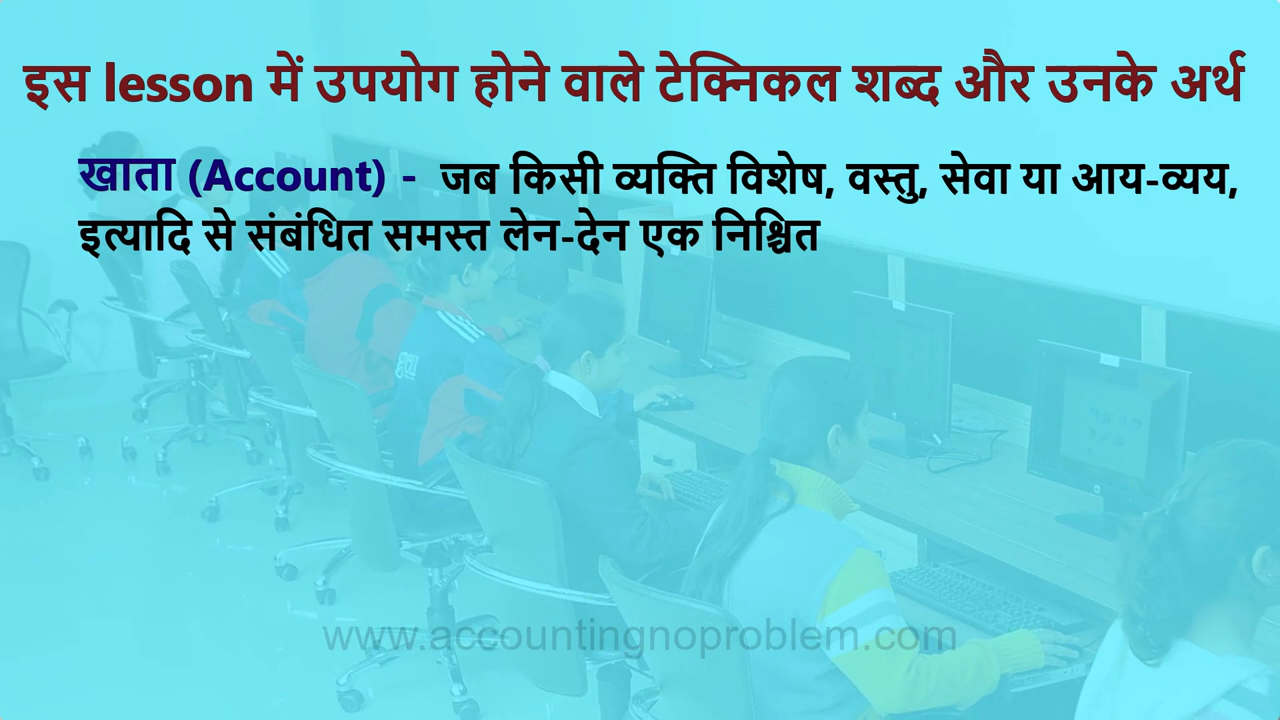 इस lesson में उपयोग होने वाले टेक्निकल शब्द और उनके अर्थ
खाता (Account) - जब किसी व्यक्ति विशेष, वस्तु, सेवा या आय-व्यय,
इत्यादि से संबंधित समस्त लेन-देन एक निश्चित
www.accountingnoproblem.com